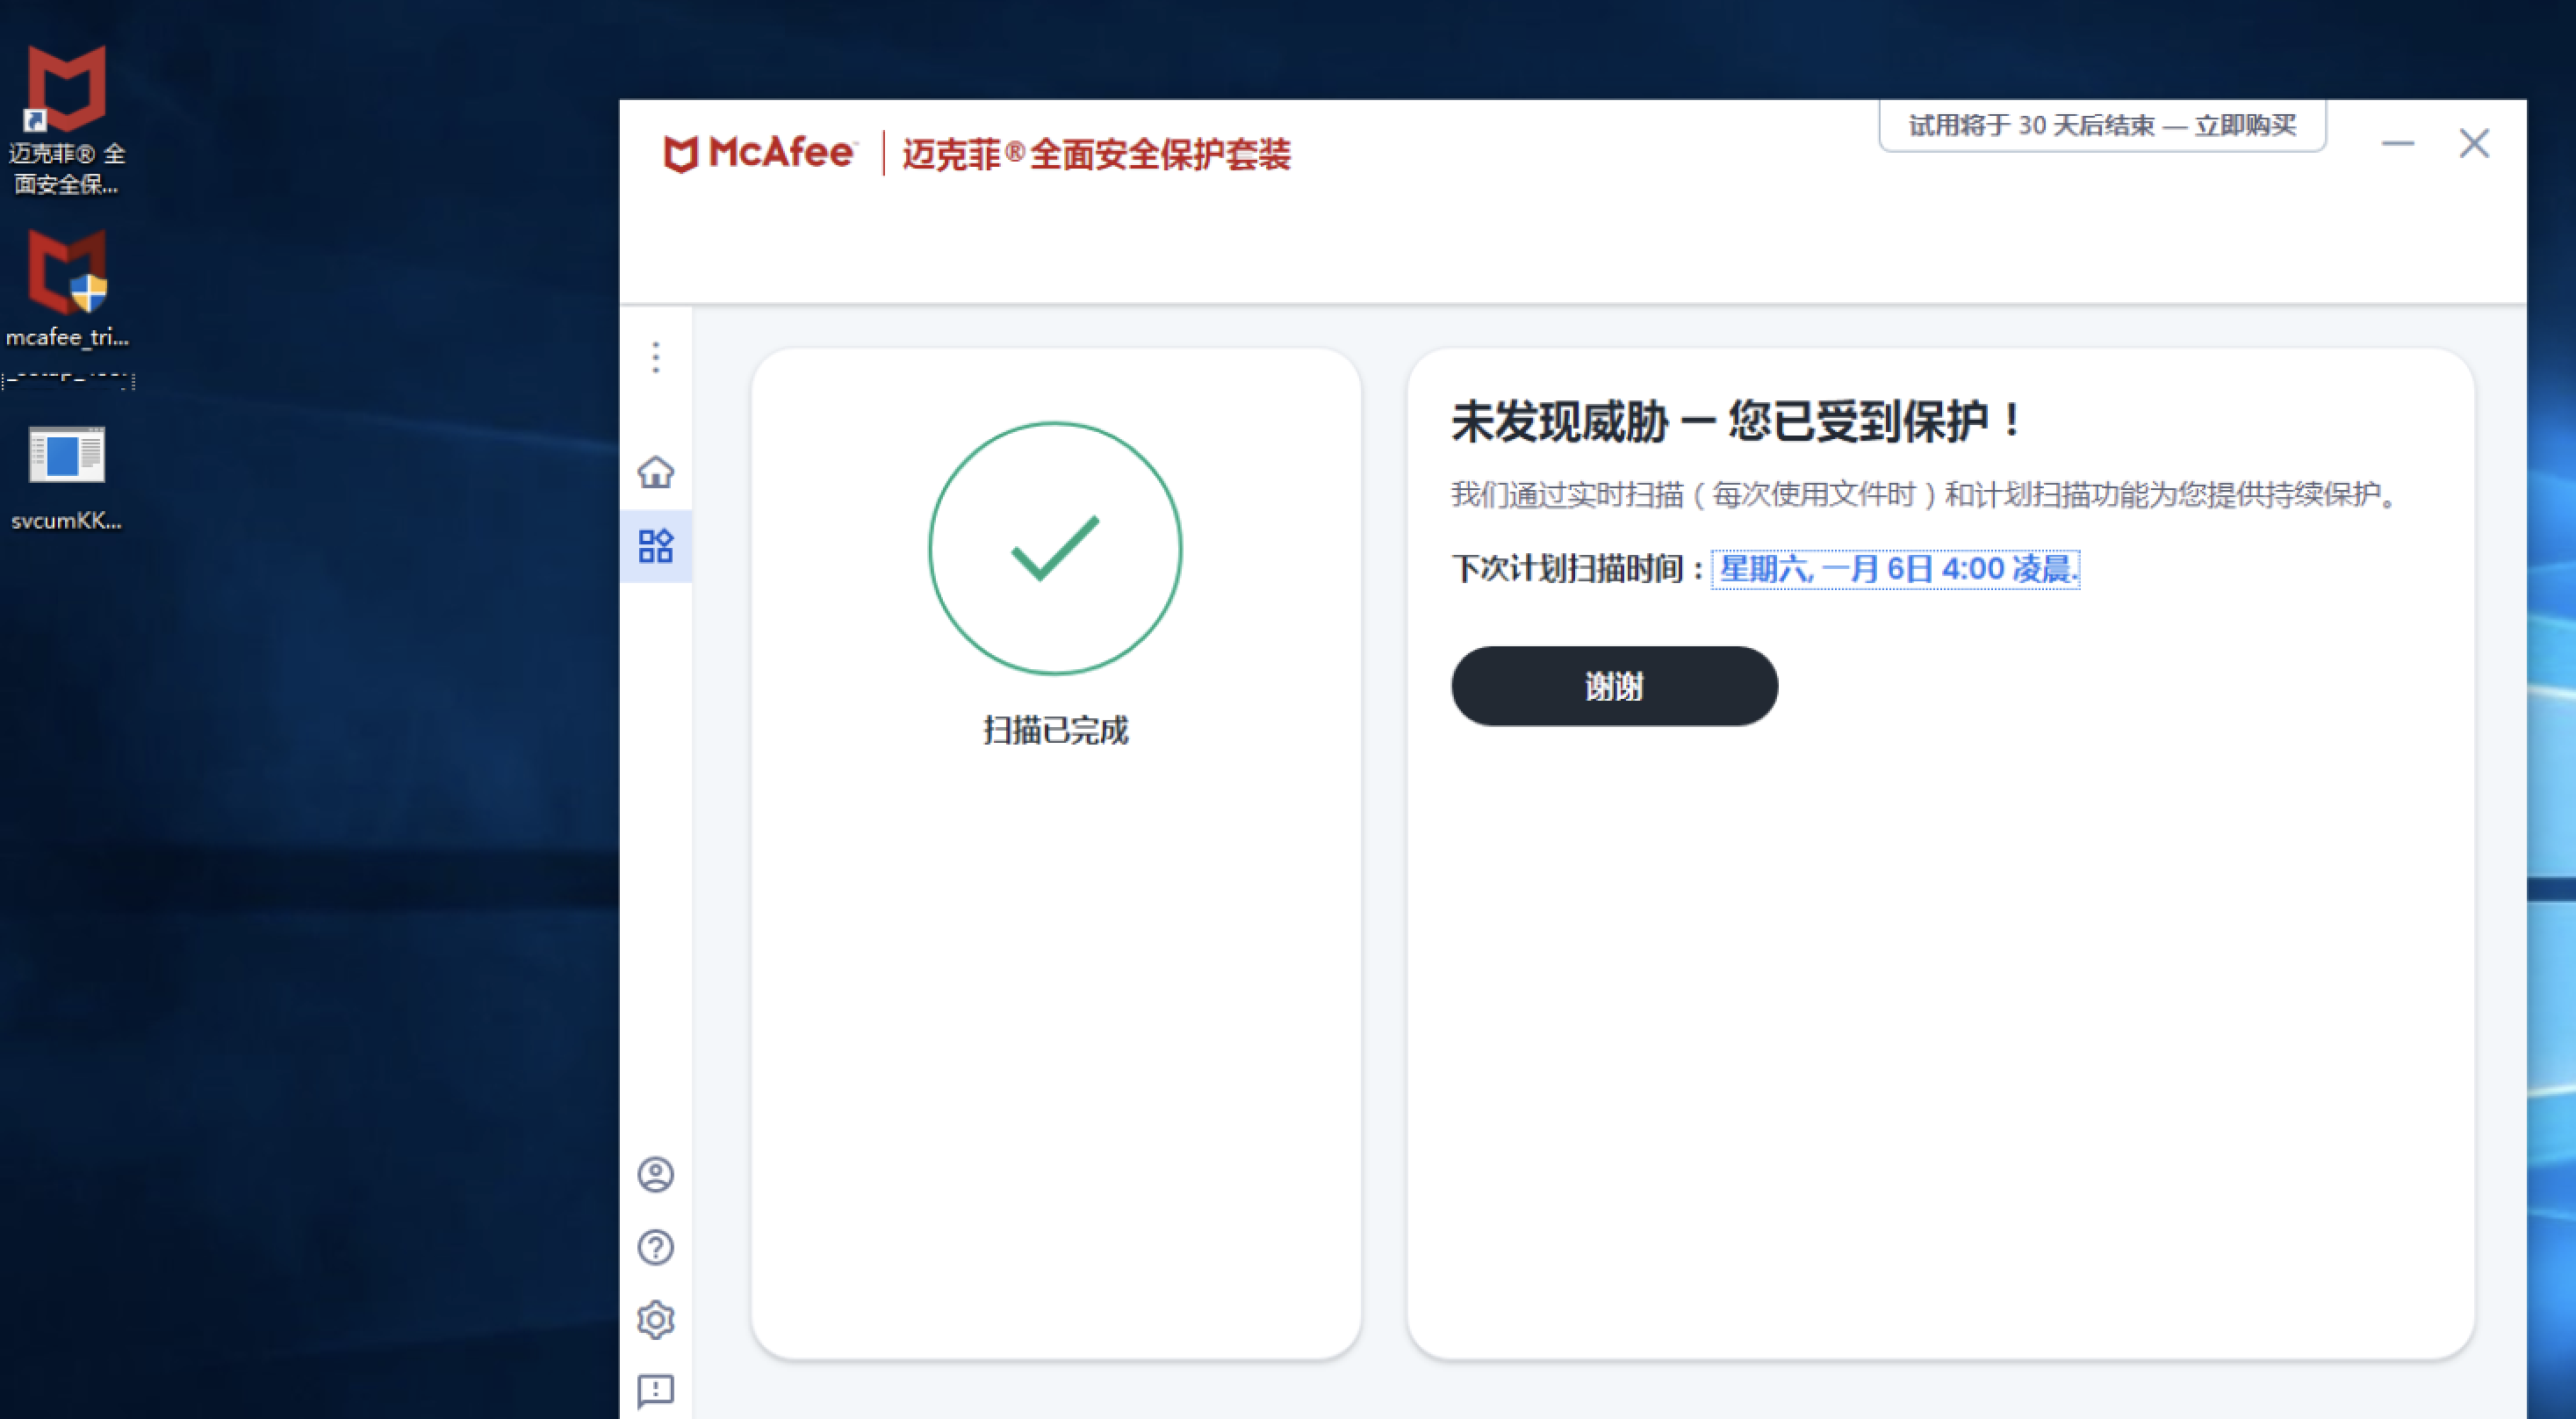 迈克菲® 全
面安全保...
mcafee_tri...
svcumKK...
McAfee™
迈克菲®全面安全保护套装
试用将于 30 天后结束 — 立即购买
未发现威胁 — 您已受到保护！
我们通过实时扫描（每次使用文件时）和计划扫描功能为您提供持续保护。
下次计划扫描时间：星期六, 一月 6日 4:00 凌晨.
谢谢
扫描已完成